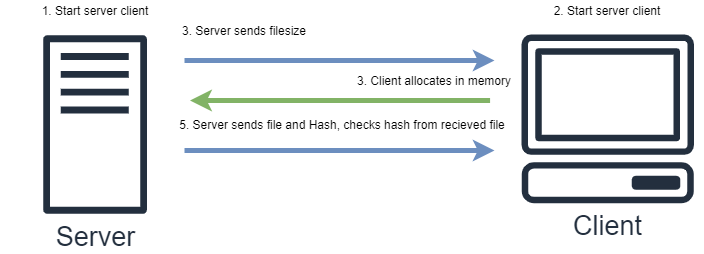 1. Start server client
2. Start server client
3. Server sends filesize
3. Client allocates in memory
5. Server sends file and Hash, checks hash from recieved file
Server
Client